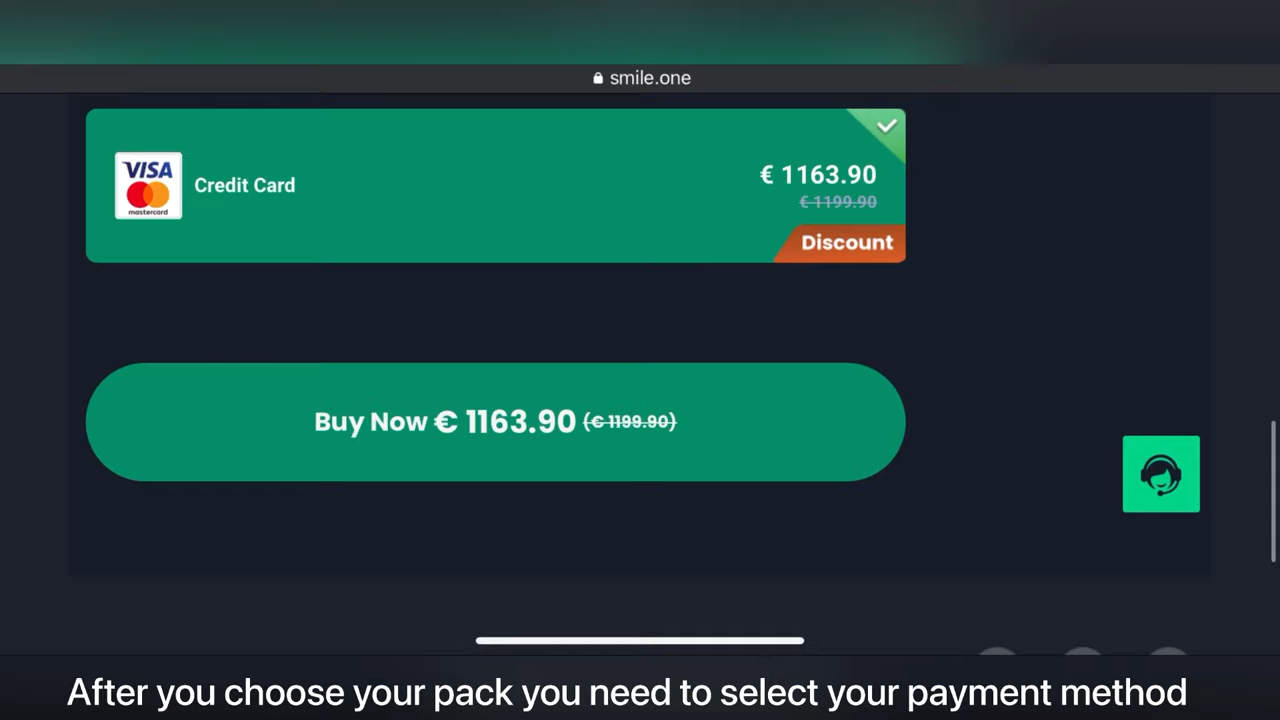 smile.one
VISA
mastercard
Credit Card
€ 1163.90
€ 1199.90
Discount
Buy Now € 1163.90 (€ 1199.90)
After you choose your pack you need to select your payment method